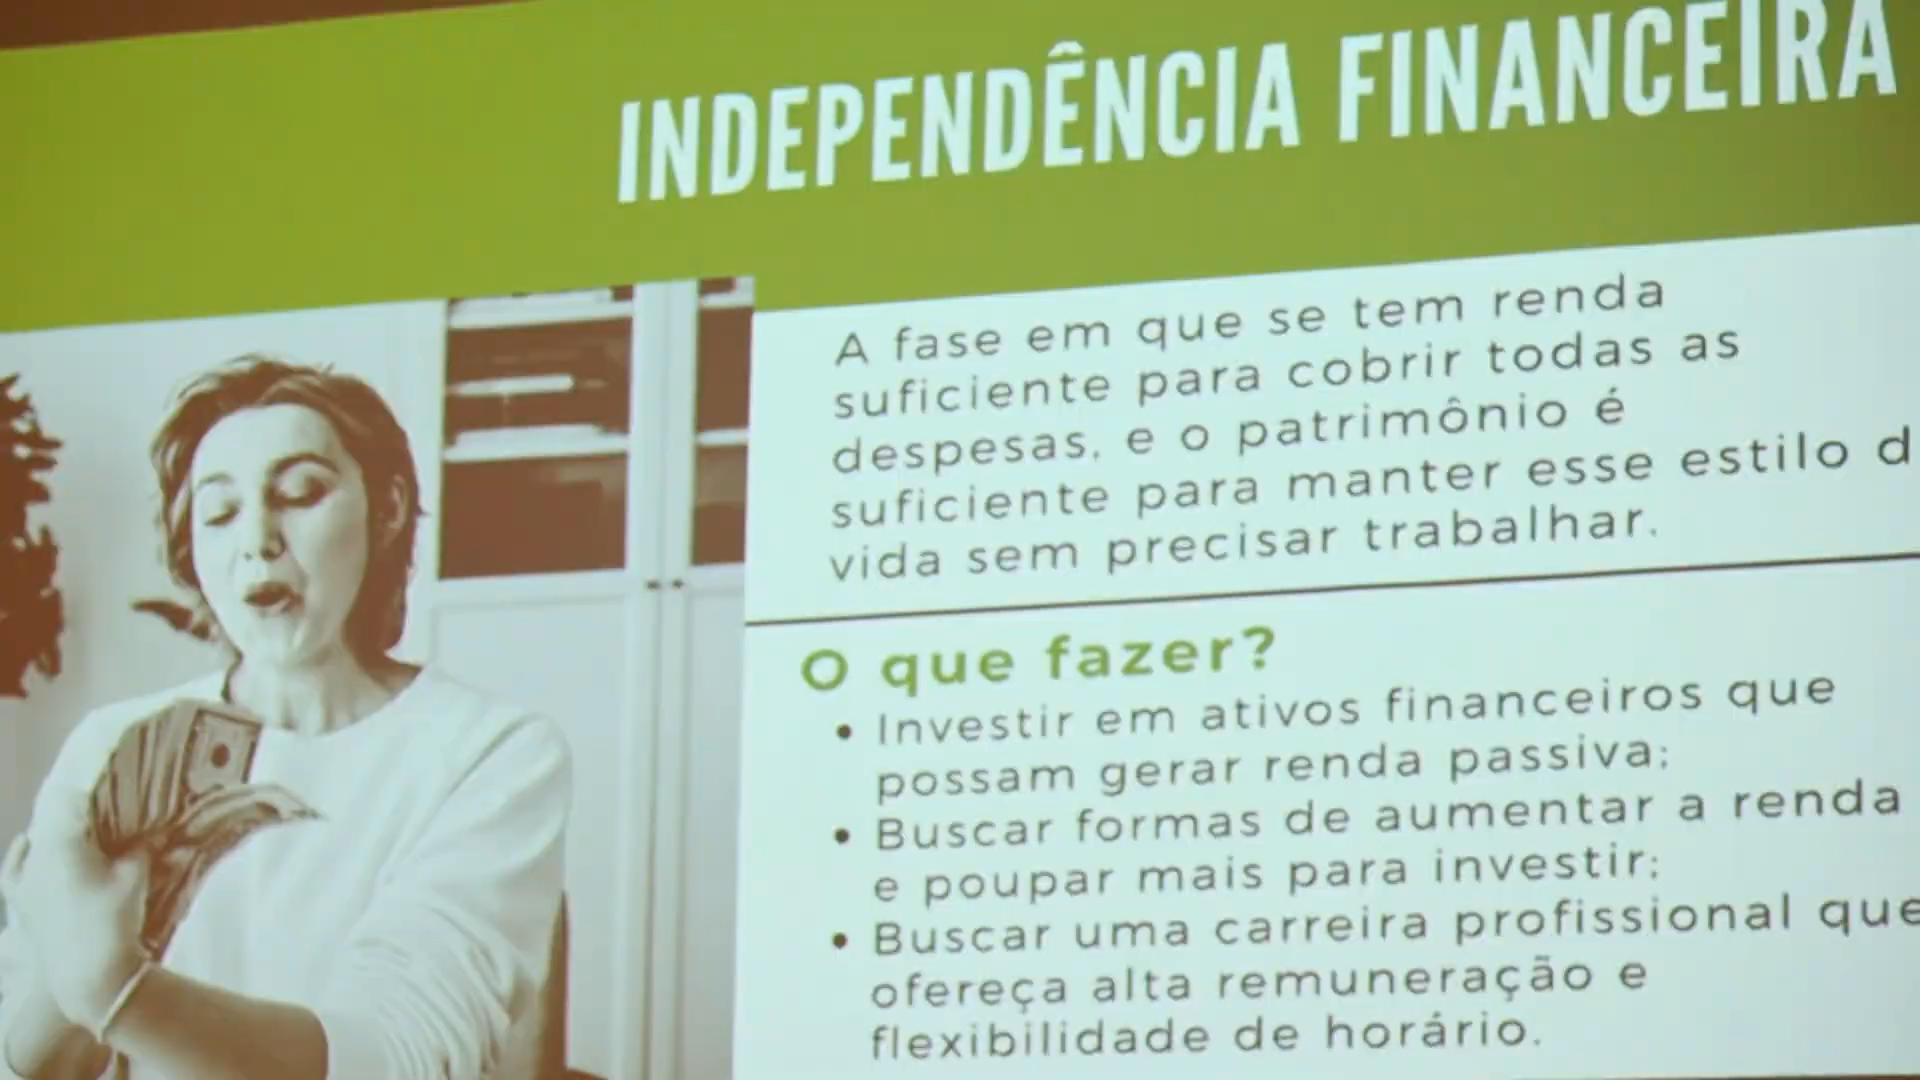 INDEPENDÊNCIA FINANCEIRA
A fase em que se tem renda
suficiente para cobrir todas as
despesas, e o patrimônio é
suficiente para manter esse estilo d
vida sem precisar trabalhar.
O que fazer?
• Investir em ativos financeiros que
possam gerar renda passiva;
• Buscar formas de aumentar a renda
e poupar mais para investir;
• Buscar uma carreira profissional que
ofereça alta remuneração e
flexibilidade de horário.